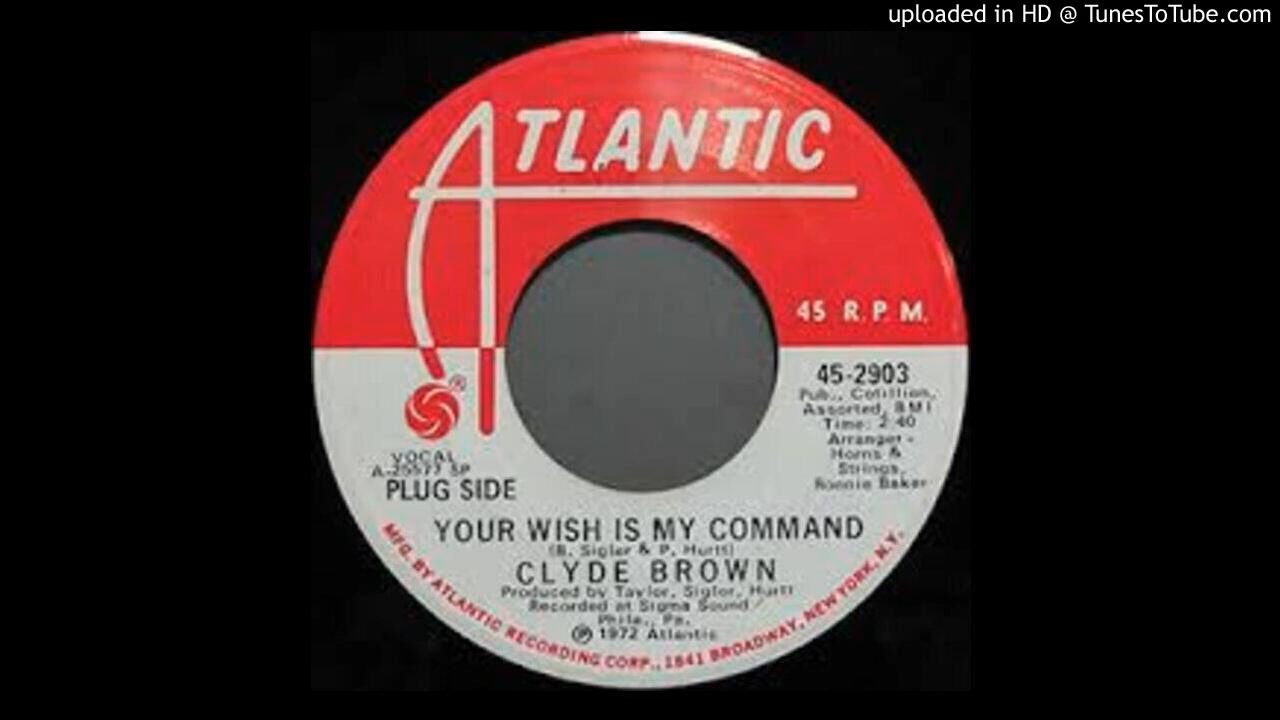 uploaded in HD @ TunesToTube.com
ATLANTIC
45 R.P.M.
45-2903
Pub., Cotillion,
Assorted, BMI
Time: 2:40
Arranger -
Horns &
Strings,
Ronnie Baker
VOCAL
A-25577 SP
PLUG SIDE
YOUR WISH IS MY COMMAND
(B. Sigler & P. Hurtt)
CLYDE BROWN
Produced by Taylor, Sigler, Hurtt
Recorded at Sigma Sound
Phila., Pa.
℗ 1972 Atlantic
MFG. BY ATLANTIC RECORDING CORP., 1841 BROADWAY, NEW YORK, N.Y.